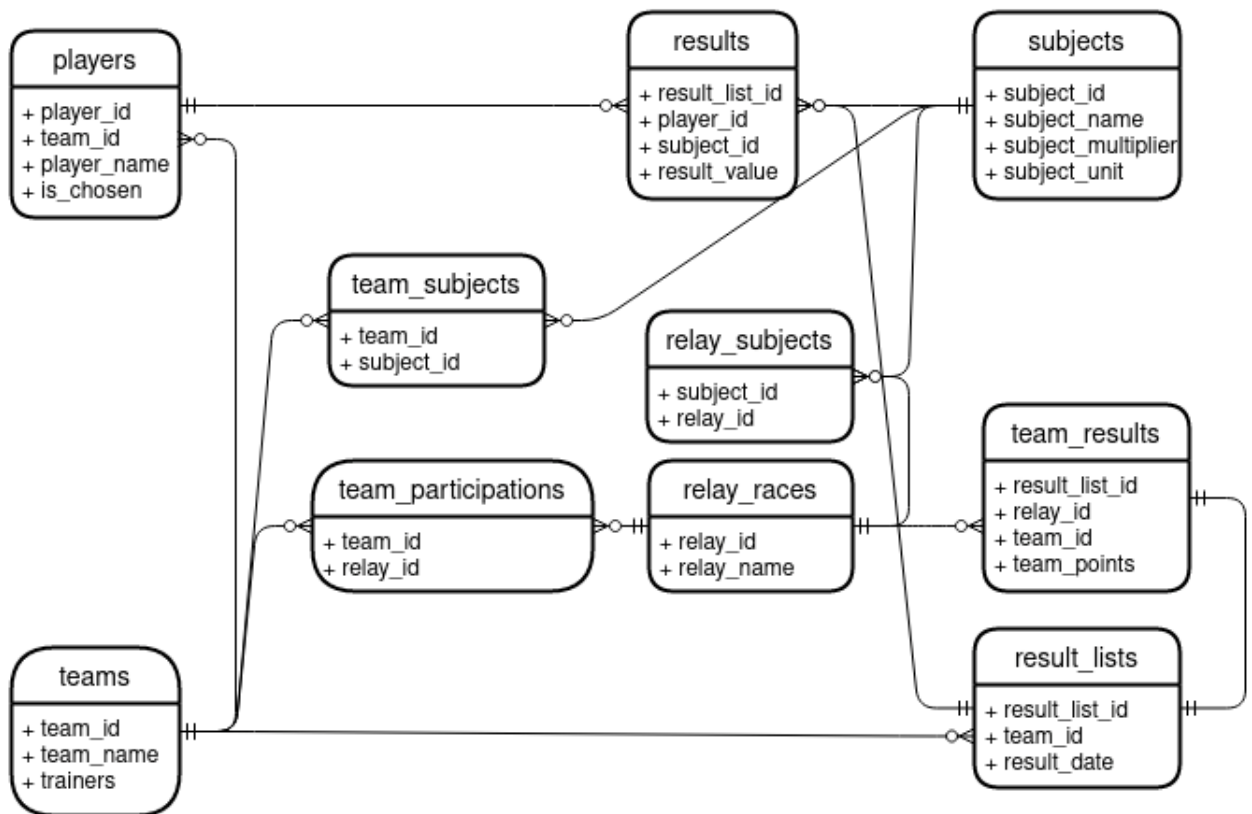 players
+ player_id
+ team_id
+ player_name
+ is_chosen
results
+ result_list_id
+ player_id
+ subject_id
+ result_value
subjects
+ subject_id
+ subject_name
+ subject_multiplier
+ subject_unit
team_subjects
+ team_id
+ subject_id
relay_subjects
+ subject_id
+ relay_id
team_results
+ result_list_id
+ relay_id
+ team_id
+ team_points
team_participations
+ team_id
+ relay_id
relay_races
+ relay_id
+ relay_name
teams
+ team_id
+ team_name
+ trainers
result_lists
+ result_list_id
+ team_id
+ result_date